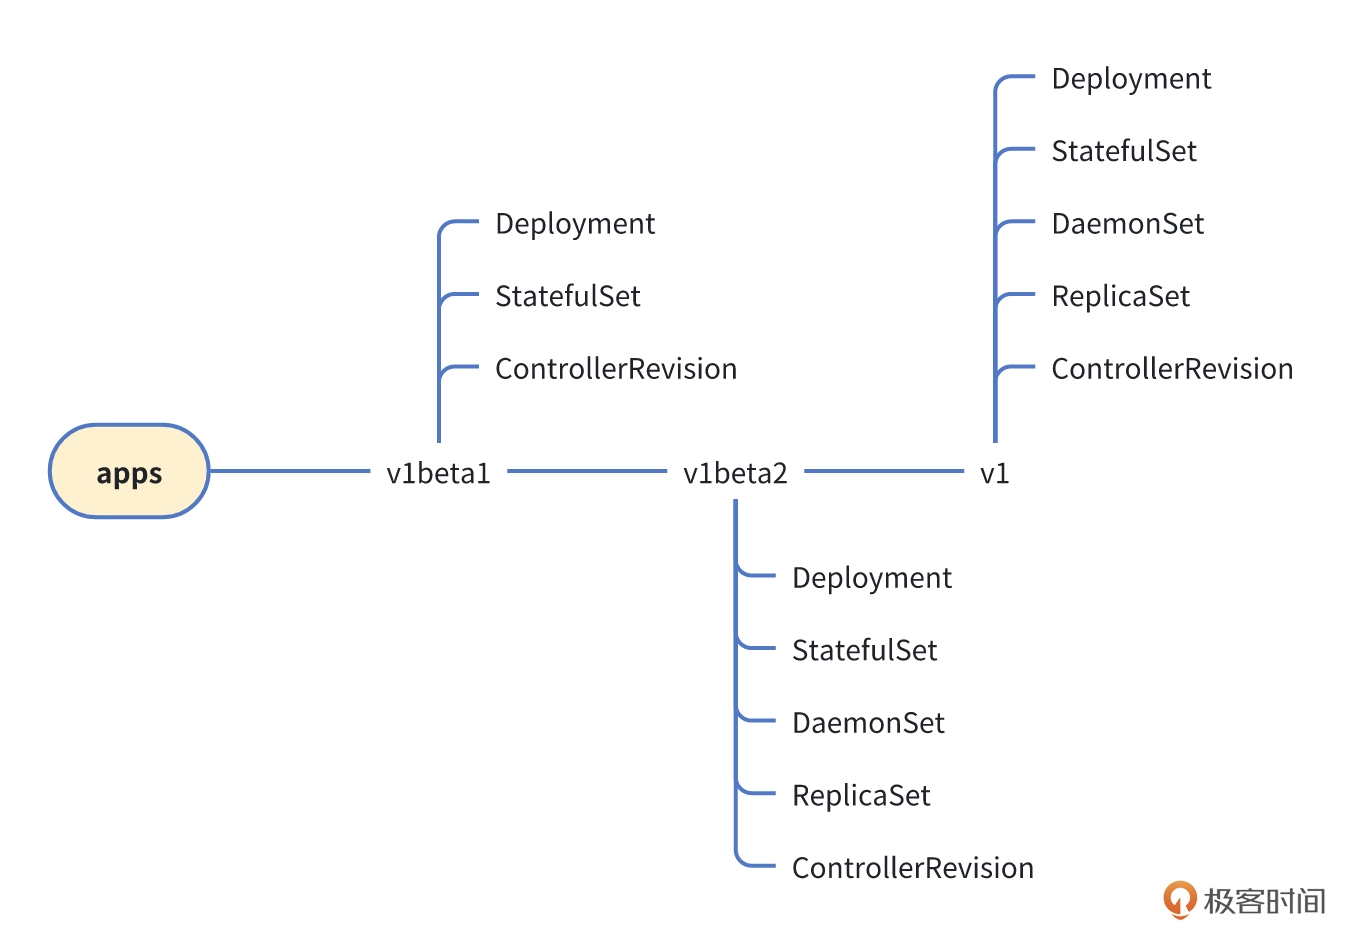 apps
v1beta1
Deployment
StatefulSet
ControllerRevision
v1beta2
Deployment
StatefulSet
DaemonSet
ReplicaSet
ControllerRevision
v1
Deployment
StatefulSet
DaemonSet
ReplicaSet
ControllerRevision
极客时间